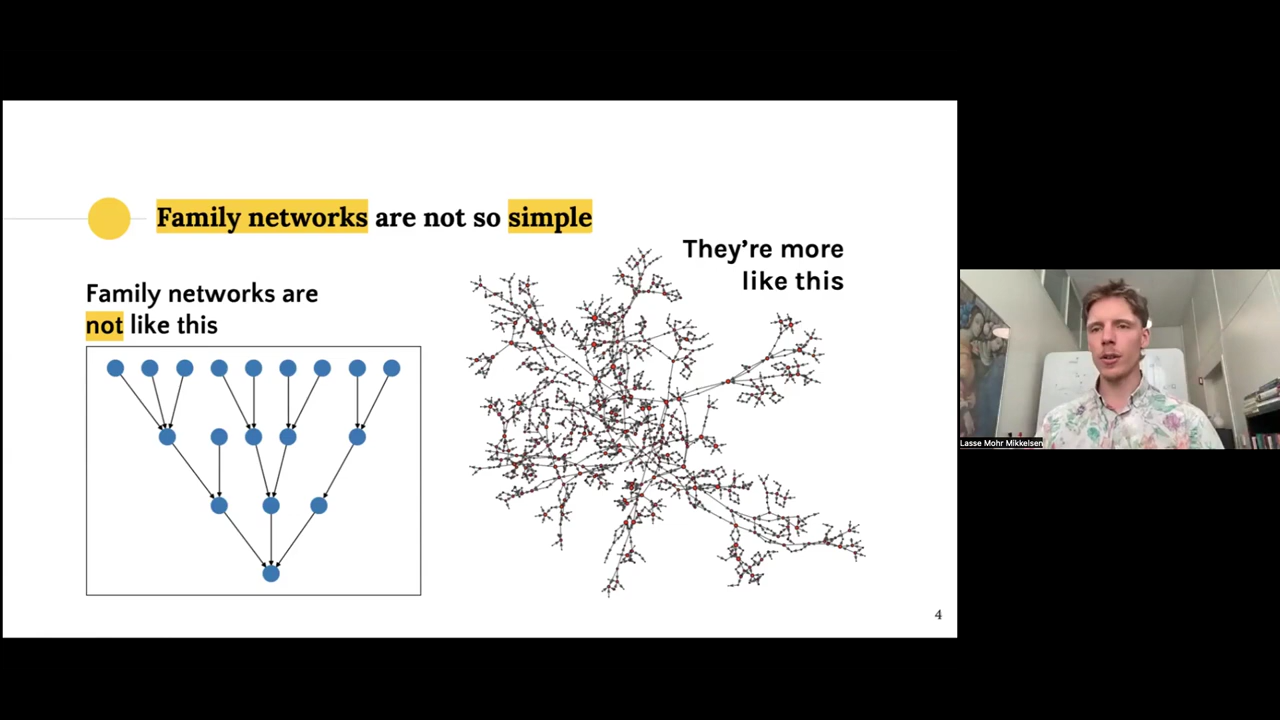 Family networks are not so simple
They're more
like this
Family networks are
not like this
4
Lasse Mohr Mikkelsen